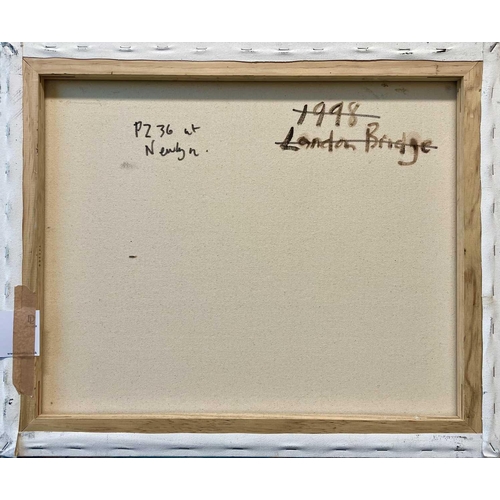 PZ 36 at
Newlyn.
1998
London Bridge